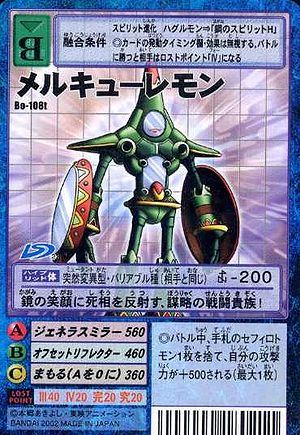 B
スピリット進化 ハグルモン⇒「鋼のスピリットH」
融合条件
◎カードの発動タイミング欄・効果は無視する。バトル
に勝つと相手はロストポイント「Ⅳ」になる
メルキューレモン
Bo-108t
ハイブリッド体
突然変異型・バリアブル種(相手と同じ)
-200
鏡の笑顔に死相を反射す、謀略の戦闘貴族!
A ジェネラスミラー 560
B オフセットリフレクター 460
C まもる(Aを0に) 360
◎バトル中、手札のセフィロト
モン1枚を捨て、自分の攻撃
力が+500される(最大1枚)
LOST POINT Ⅲ40 Ⅳ20 完20 究20
©本郷あきよし・東映アニメーション
BANDAI 2002 MADE IN JAPAN